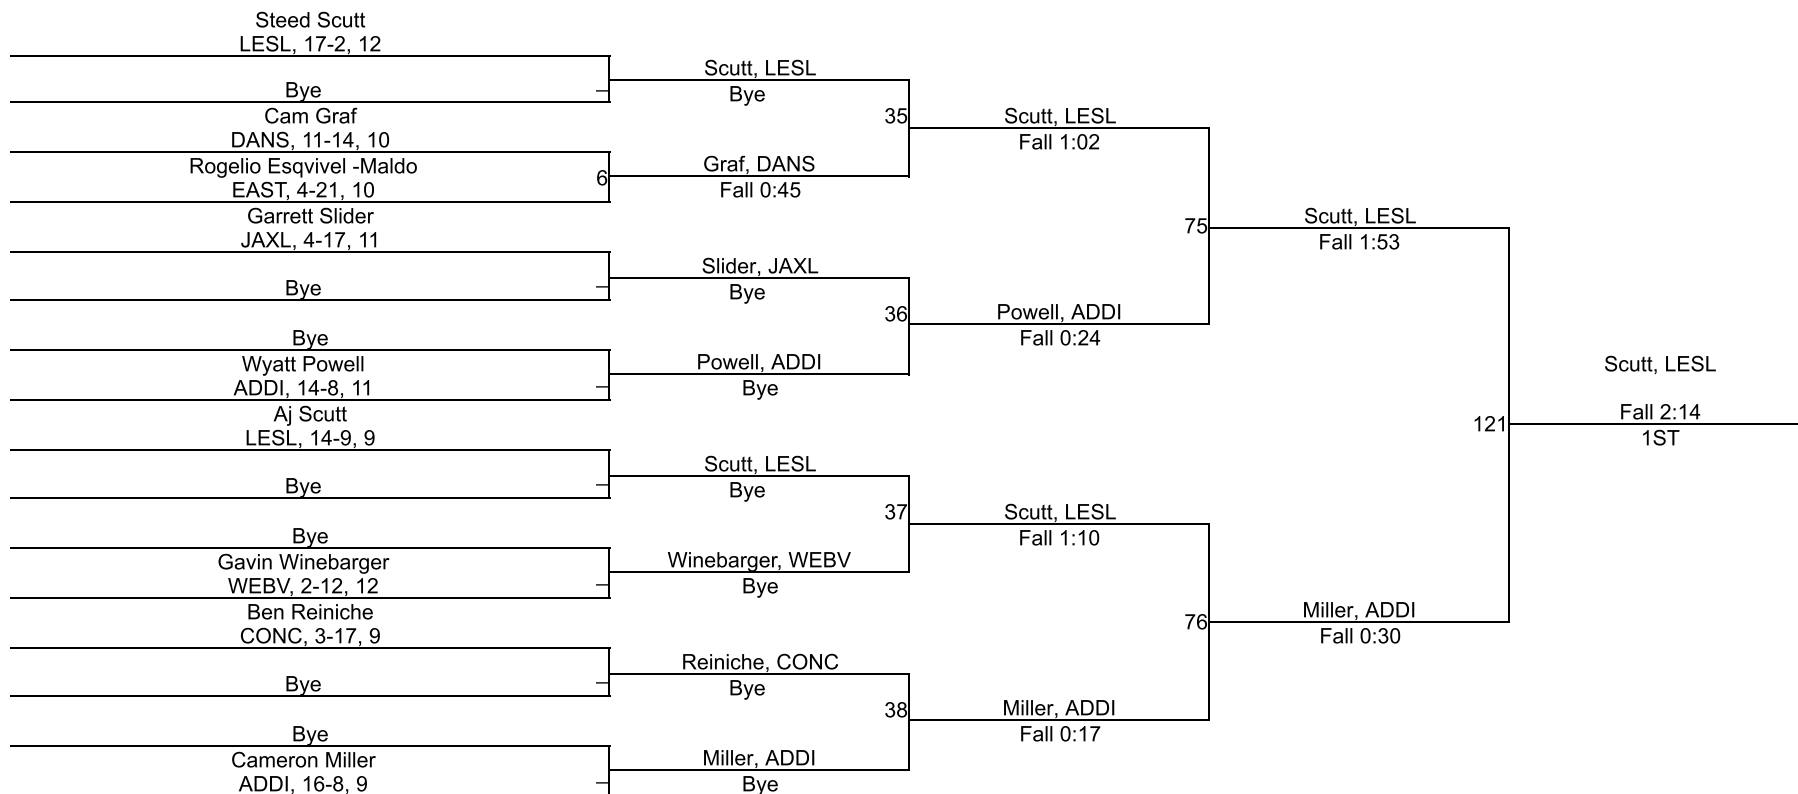 Steed Scutt
LESL, 17-2, 12
Bye
Cam Graf
DANS, 11-14, 10
Rogelio Esqvivel -Maldo
EAST, 4-21, 10
6
Garrett Slider
JAXL, 4-17, 11
Bye
Bye
Wyatt Powell
ADDI, 14-8, 11
Aj Scutt
LESL, 14-9, 9
Bye
Bye
Gavin Winebarger
WEBV, 2-12, 12
Ben Reiniche
CONC, 3-17, 9
Bye
Bye
Cameron Miller
ADDI, 16-8, 9
Scutt, LESL
Bye
35
Graf, DANS
Fall 0:45
Slider, JAXL
Bye
36
Powell, ADDI
Bye
Scutt, LESL
Bye
37
Winebarger, WEBV
Bye
Reiniche, CONC
Bye
38
Miller, ADDI
Bye
Scutt, LESL
Fall 1:02
75
Powell, ADDI
Fall 0:24
Scutt, LESL
Fall 1:10
76
Miller, ADDI
Fall 0:17
Scutt, LESL
Fall 1:53
121
Miller, ADDI
Fall 0:30
Scutt, LESL
Fall 2:14
1ST